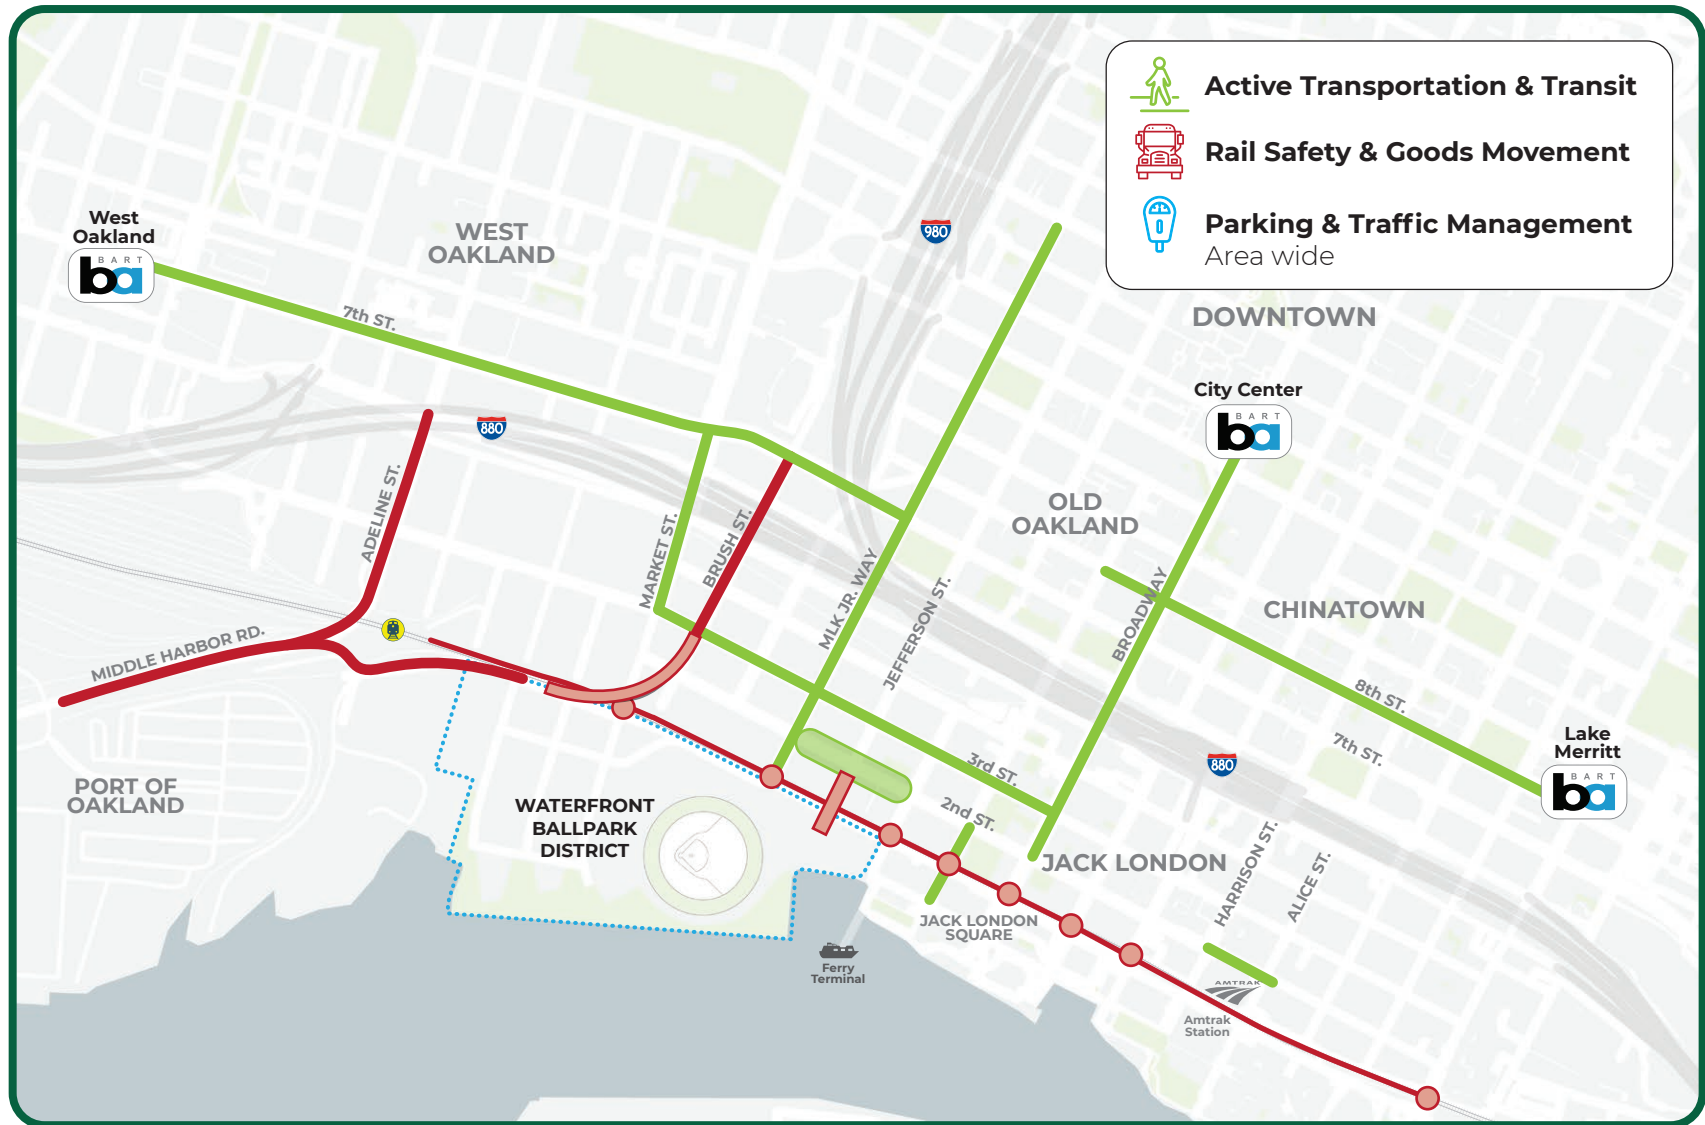 Active Transportation & Transit
Rail Safety & Goods Movement
Parking & Traffic Management
Area wide
West
Oakland
BART
ba
WEST
OAKLAND
980
7th ST.
DOWNTOWN
City Center
BART
ba
880
ADELINE ST.
MARKET ST.
BRUSH ST.
MLK JR. WAY
JEFFERSON ST.
OLD
OAKLAND
BROADWAY
CHINATOWN
MIDDLE HARBOR RD.
8th ST.
7th ST.
Lake
Merritt
BART
ba
880
PORT OF
OAKLAND
WATERFRONT
BALLPARK
DISTRICT
3rd ST.
2nd ST.
JACK LONDON
HARRISON ST.
ALICE ST.
JACK LONDON
SQUARE
Ferry
Terminal
AMTRAK
Amtrak
Station